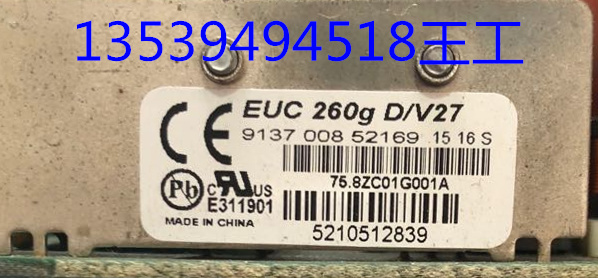 13539494518王工
EUC 260g D/V27
9137 008 52169 15 16 S
CE
75.8ZC01G001A
Pb
c RU US
E311901
MADE IN CHINA
5210512839